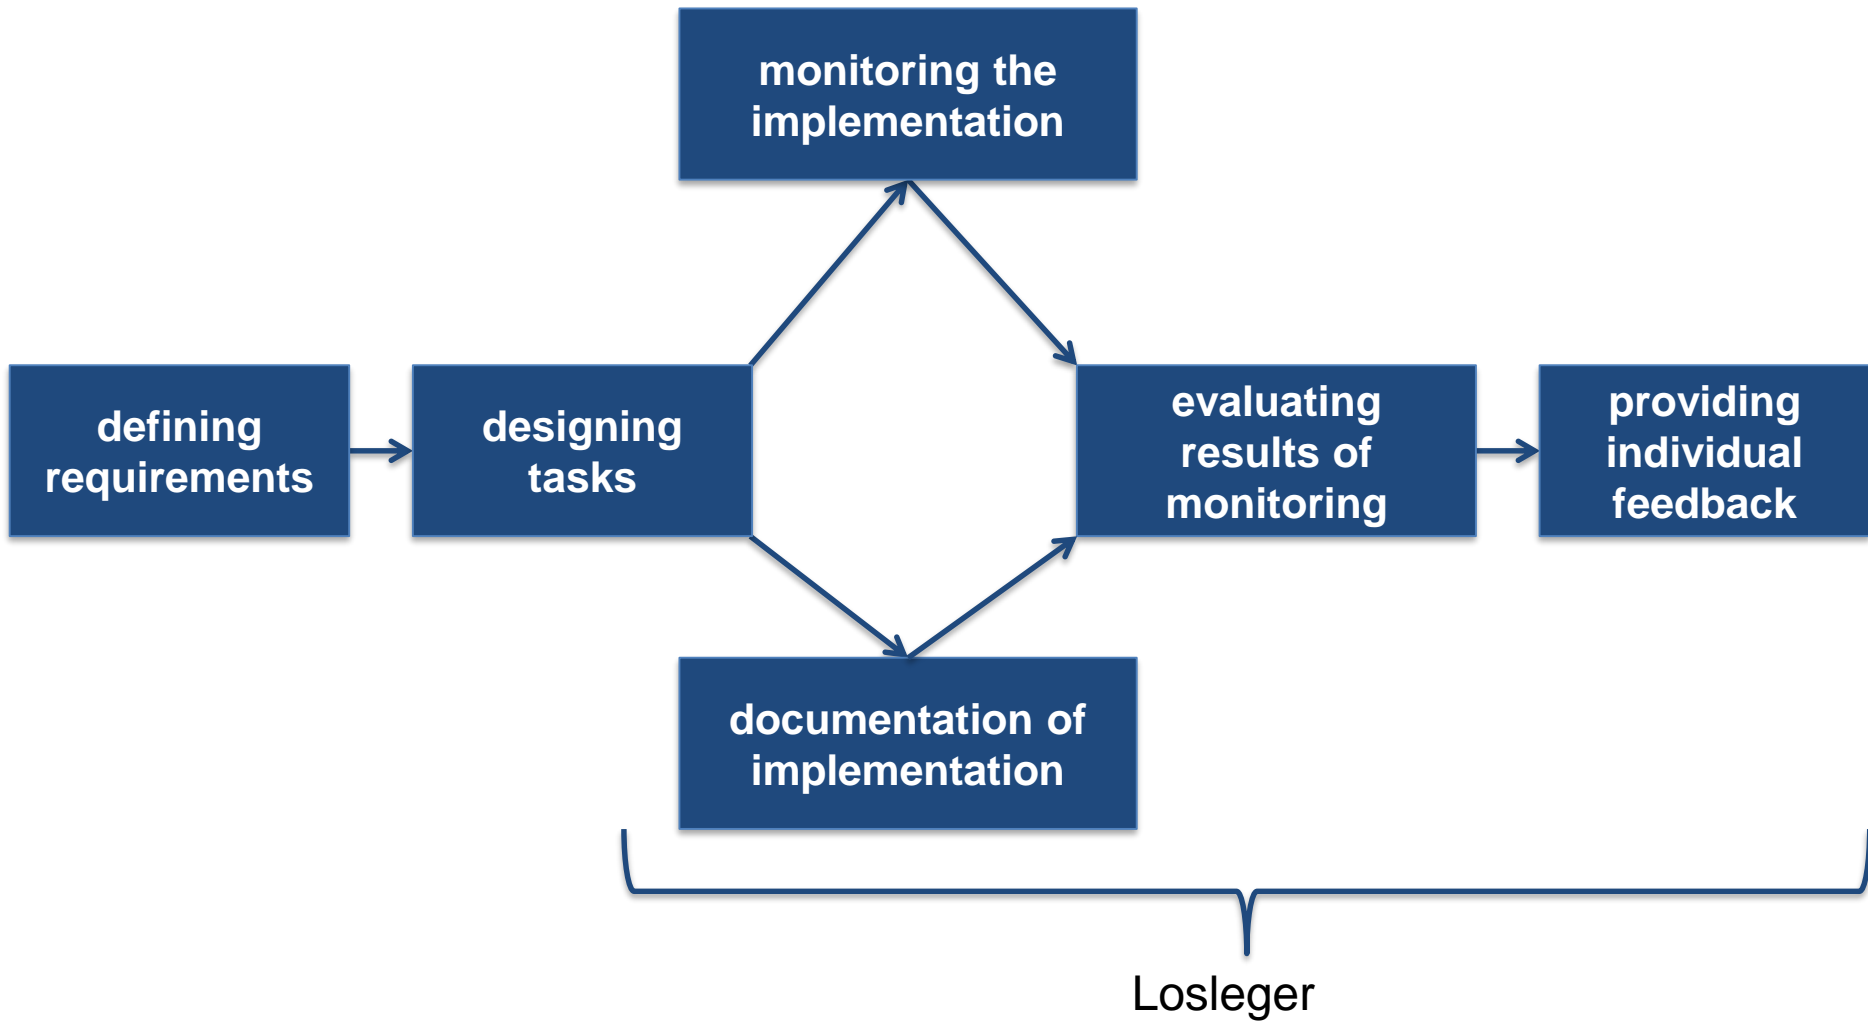 monitoring the
implementation
defining
requirements
designing
tasks
evaluating
results of
monitoring
providing
individual
feedback
documentation of
implementation
Losleger